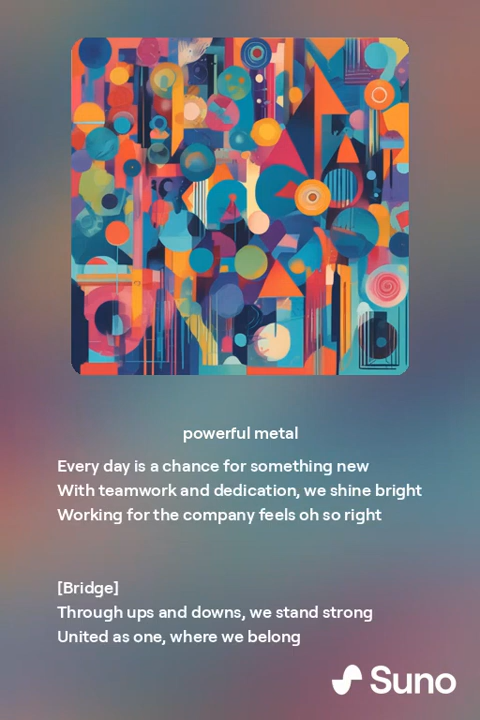 powerful metal
Every day is a chance for something new
With teamwork and dedication, we shine bright
Working for the company feels oh so right
[Bridge]
Through ups and downs, we stand strong
United as one, where we belong
Suno